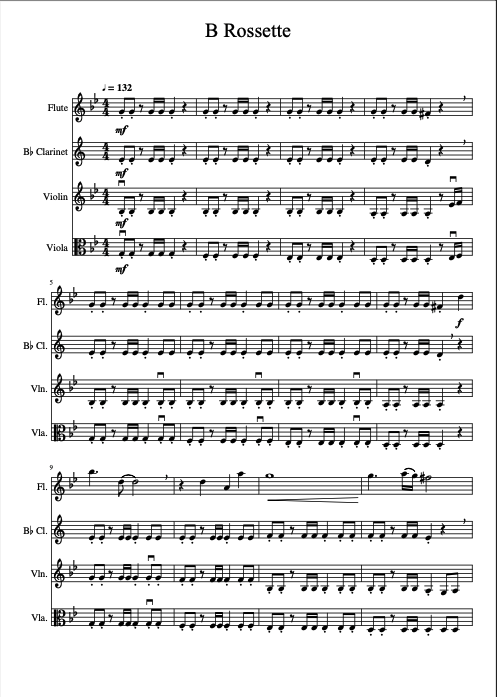 B Rossette
♩ = 132
Flute
mf
B♭ Clarinet
mf
Violin
mf
Viola
mf
5
Fl.
f
B♭ Cl.
Vln.
Vla.
9
Fl.
B♭ Cl.
Vln.
Vla.